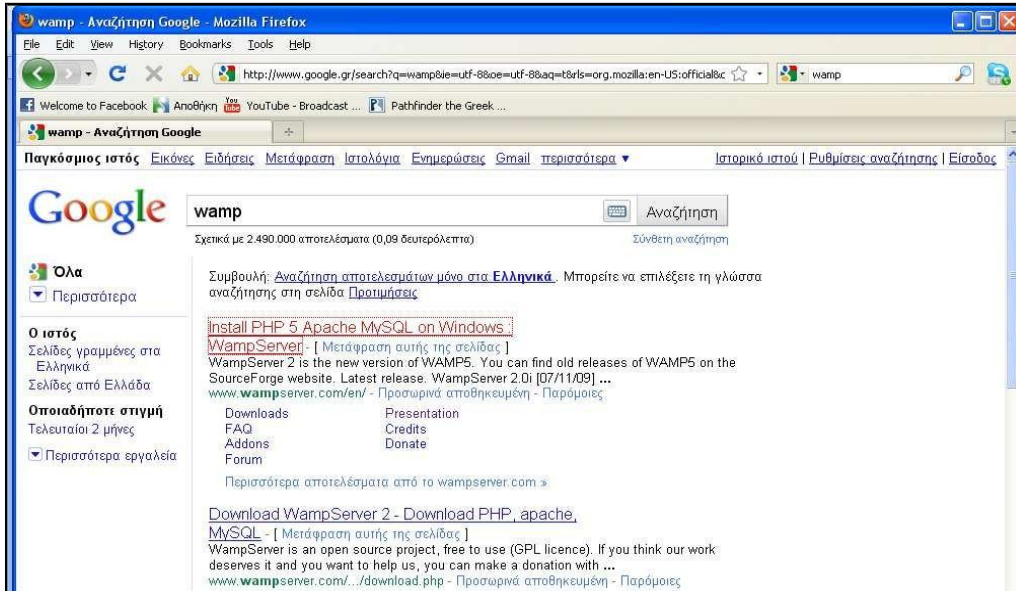 wamp - Αναζήτηση Google - Mozilla Firefox
File Edit View History Bookmarks Tools Help
http://www.google.gr/search?q=wamp&ie=utf-8&oe=utf-8&aq=t&rls=org.mozilla:en-US:official&c wamp
Welcome to Facebook Αποθήκη YouTube - Broadcast ... Pathfinder the Greek ...
wamp - Αναζήτηση Google
Παγκόσμιος ιστός Εικόνες Ειδήσεις Μετάφραση Ιστολόγια Ενημερώσεις Gmail περισσότερα ▼ Ιστορικό ιστού | Ρυθμίσεις αναζήτησης | Είσοδος
Google wamp Αναζήτηση
Σχετικά με 2.490.000 αποτελέσματα (0,09 δευτερόλεπτα) Σύνθετη αναζήτηση
Όλα
Περισσότερα
Ο ιστός
Σελίδες γραμμένες στα
Ελληνικά
Σελίδες από Ελλάδα
Οποιαδήποτε στιγμή
Τελευταίοι 2 μήνες
Περισσότερα εργαλεία
Συμβουλή: Αναζήτηση αποτελεσμάτων μόνο στα Ελληνικά . Μπορείτε να επιλέξετε τη γλώσσα
αναζήτησης στη σελίδα Προτιμήσεις
Install PHP 5 Apache MySQL on Windows :
WampServer - [ Μετάφραση αυτής της σελίδας ]
WampServer 2 is the new version of WAMP5. You can find old releases of WAMP5 on the
SourceForge website. Latest release. WampServer 2.0i [07/11/09] ...
www.wampserver.com/en/ - Προσωρινά αποθηκευμένη - Παρόμοιες
Downloads Presentation
FAQ Credits
Addons Donate
Forum
Περισσότερα αποτελέσματα από το wampserver.com »
Download WampServer 2 - Download PHP, apache,
MySQL - [ Μετάφραση αυτής της σελίδας ]
WampServer is an open source project, free to use (GPL licence). If you think our work
deserves it and you want to help us, you can make a donation with ...
www.wampserver.com/.../download.php - Προσωρινά αποθηκευμένη - Παρόμοιες